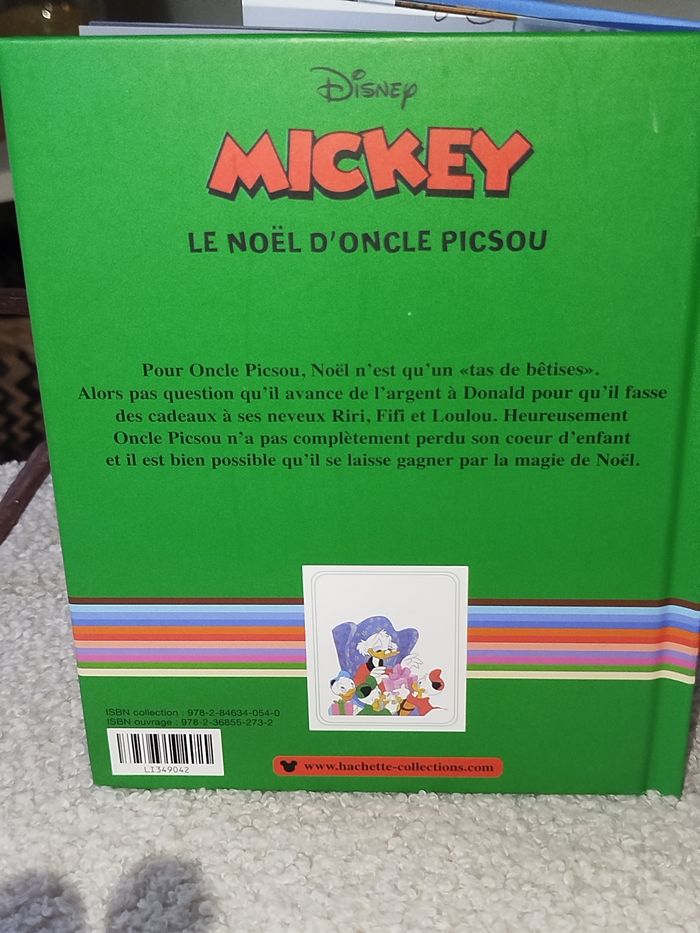 Disney
MICKEY
LE NOËL D'ONCLE PICSOU
Pour Oncle Picsou, Noël n'est qu'un «tas de bêtises».
Alors pas question qu'il avance de l'argent à Donald pour qu'il fasse
des cadeaux à ses neveux Riri, Fifi et Loulou. Heureusement
Oncle Picsou n'a pas complètement perdu son coeur d'enfant
et il est bien possible qu'il se laisse gagner par la magie de Noël.
ISBN collection : 978-2-84634-054-0
ISBN ouvrage : 978-2-36855-273-2
LI349042
www.hachette-collections.com